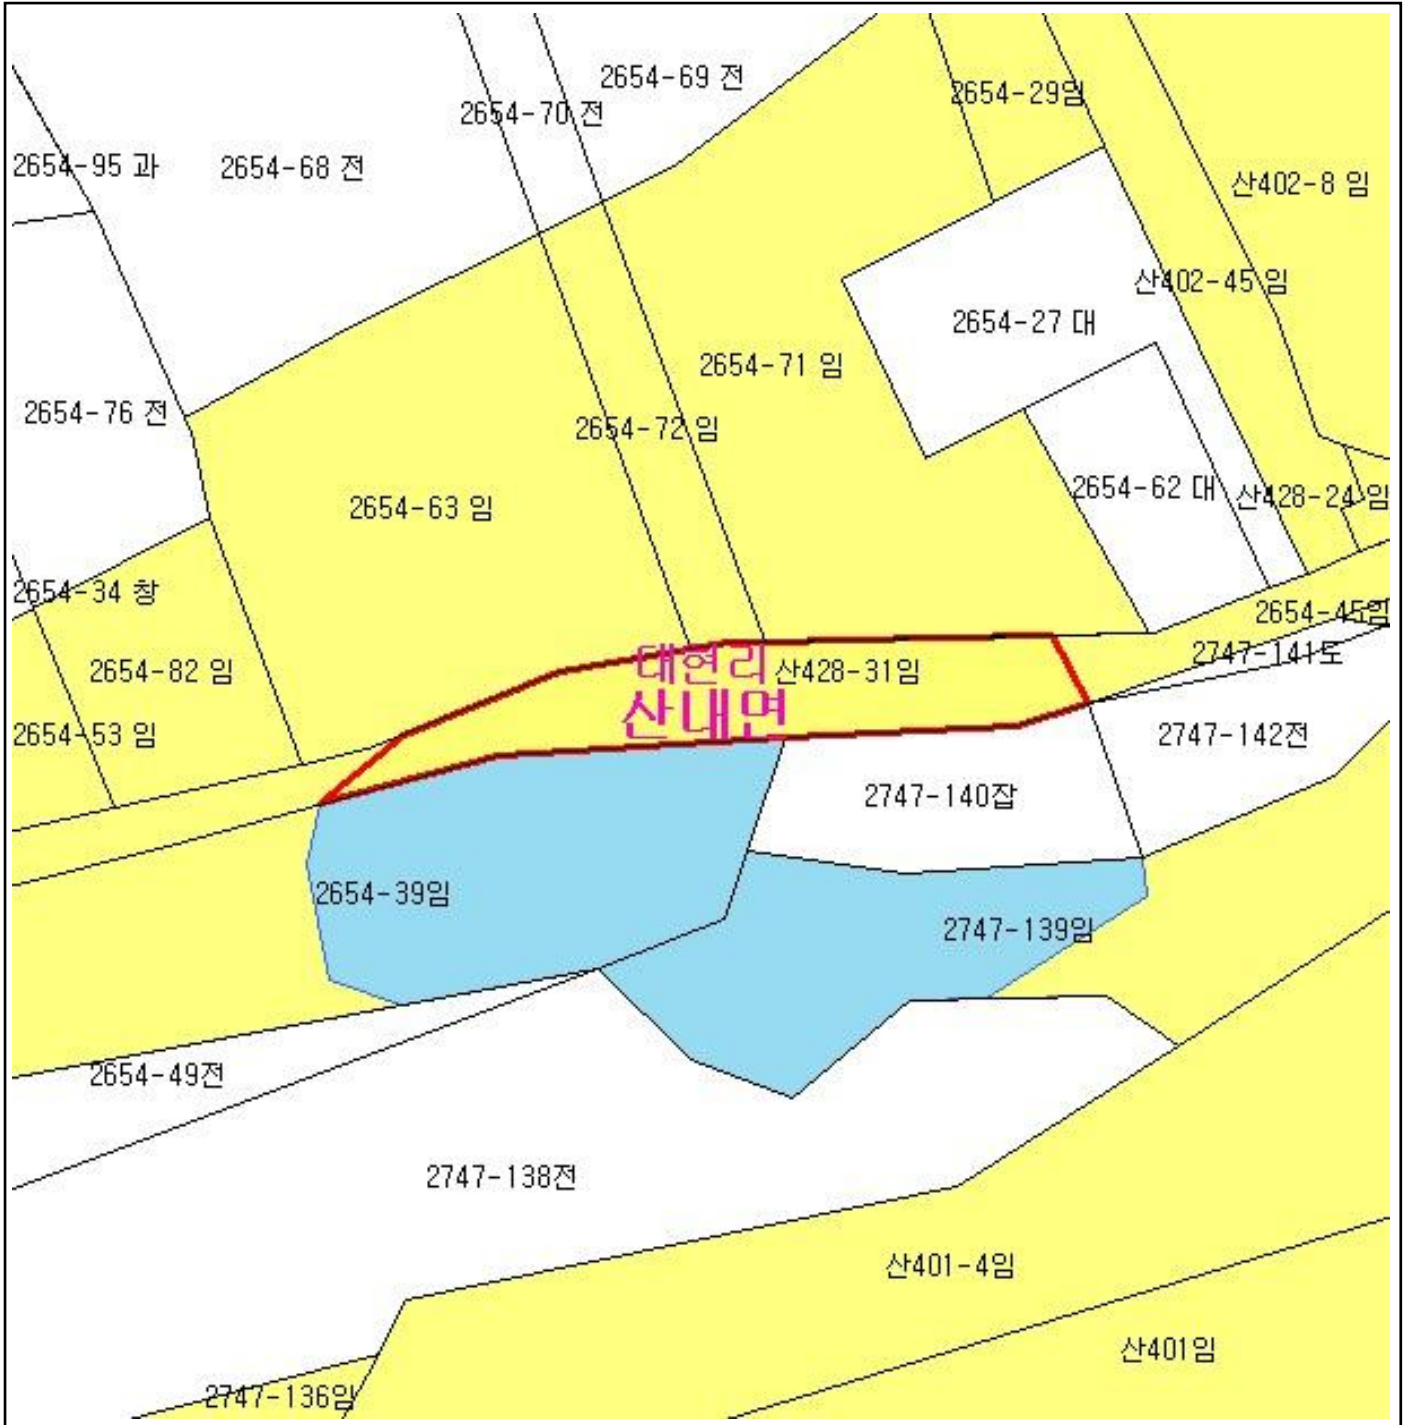 2654-69 전
2654-29임
2654-70 전
2654-95 과
2654-68 전
산402-8 임
산402-45 임
2654-27 대
2654-71 임
2654-76 전
2654-72 임
2654-62 대
산428-24 임
2654-63 임
2654-34 창
2654-45임
2747-141도
태현리
산428-31임
2654-82 임
산내면
2654-53 임
2747-142전
2747-140잡
2654-39임
2747-139임
2654-49전
2747-138전
산401-4임
산401임
2747-136임